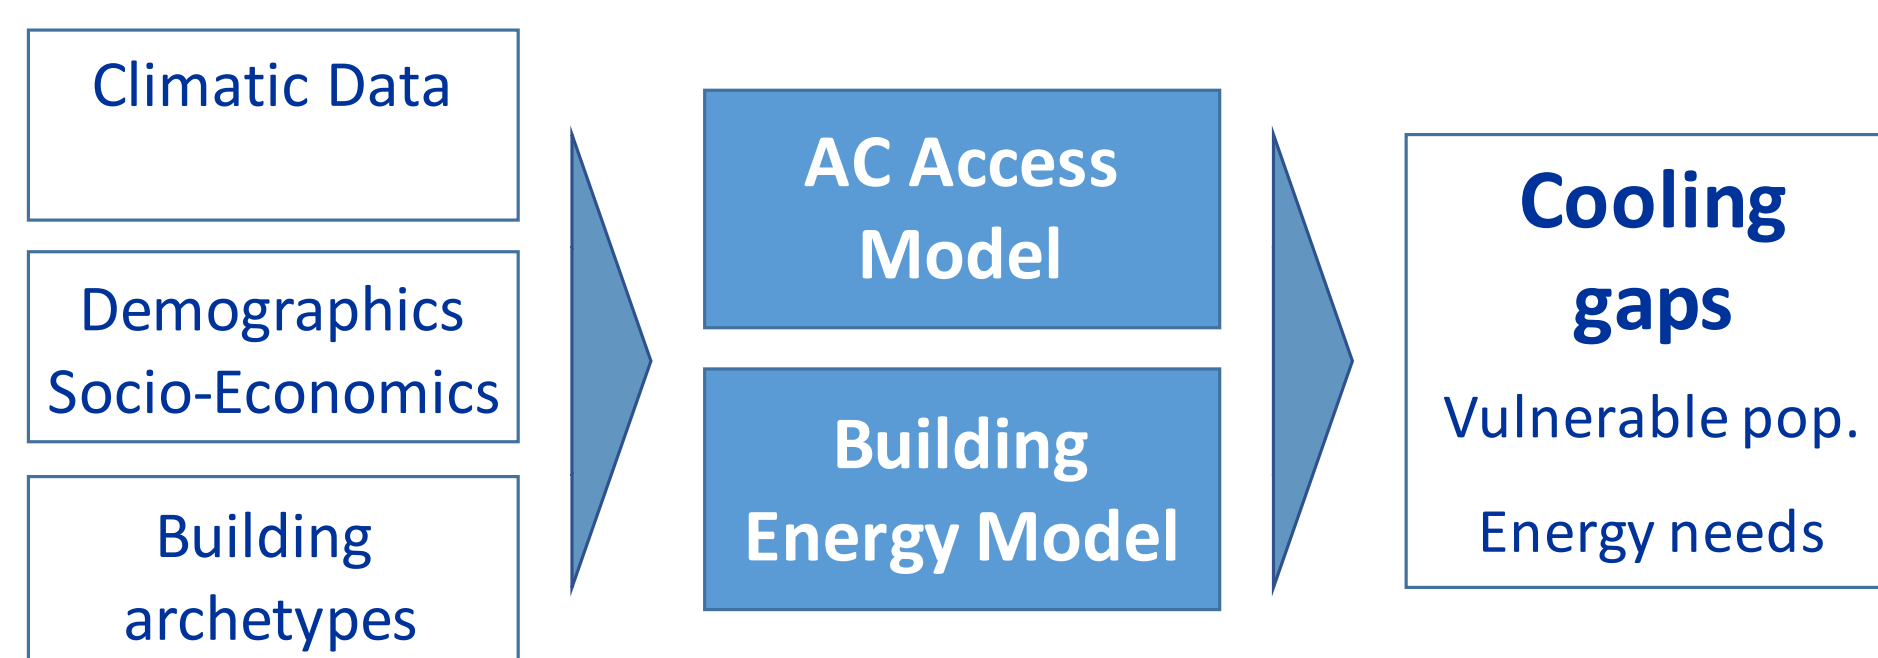 Climatic Data
Demographics
Socio-Economics
Building
archetypes
AC Access
Model
Building
Energy Model
Cooling
gaps
Vulnerable pop.
Energy needs